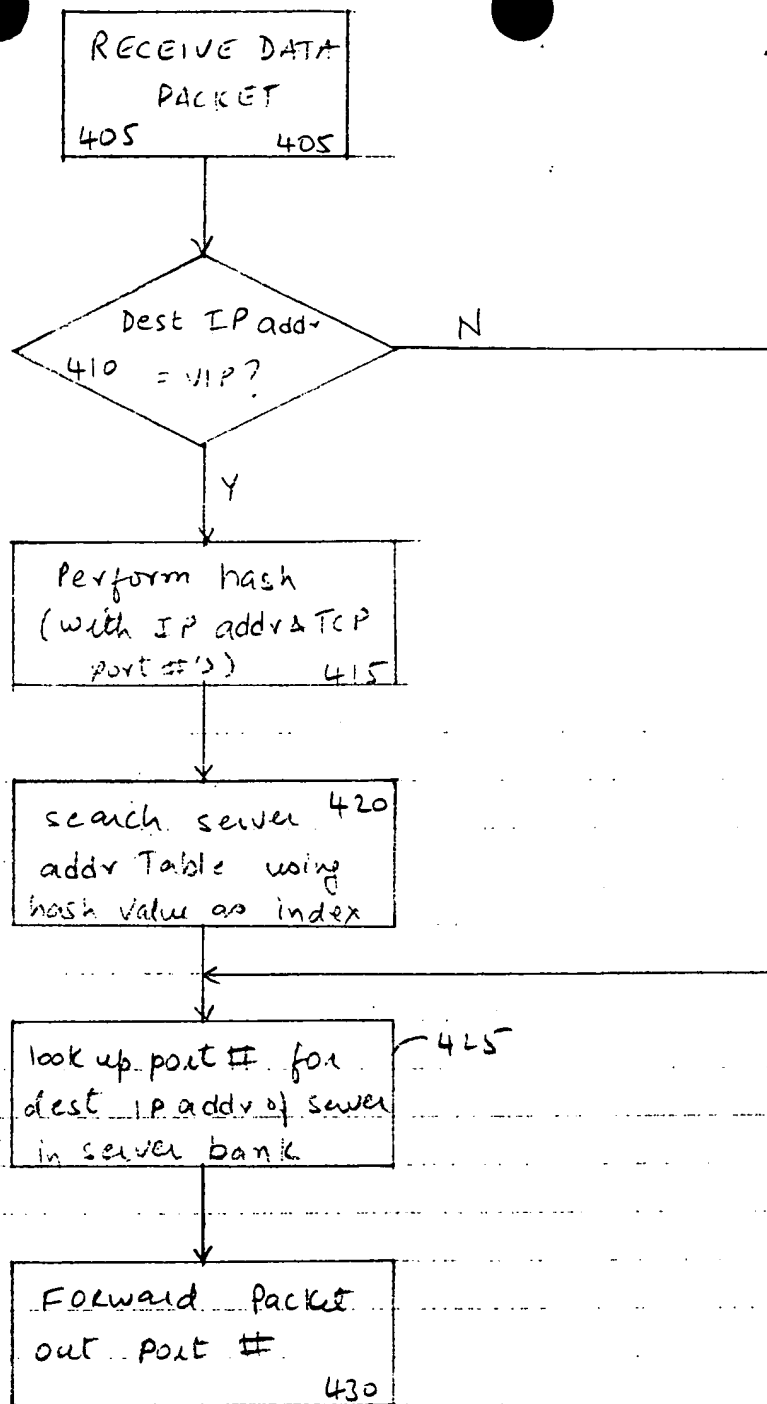 RECEIVE DATA
PACKET
405 405
Dest IP addr
410 = VIP?
N
Y
Perform hash
(with IP addr & TCP
port #'s)
415
420
search server
addr Table using
hash value as index
look up port # for
dest IP addr of server
in server bank
425
Forward Packet
out Port #
430